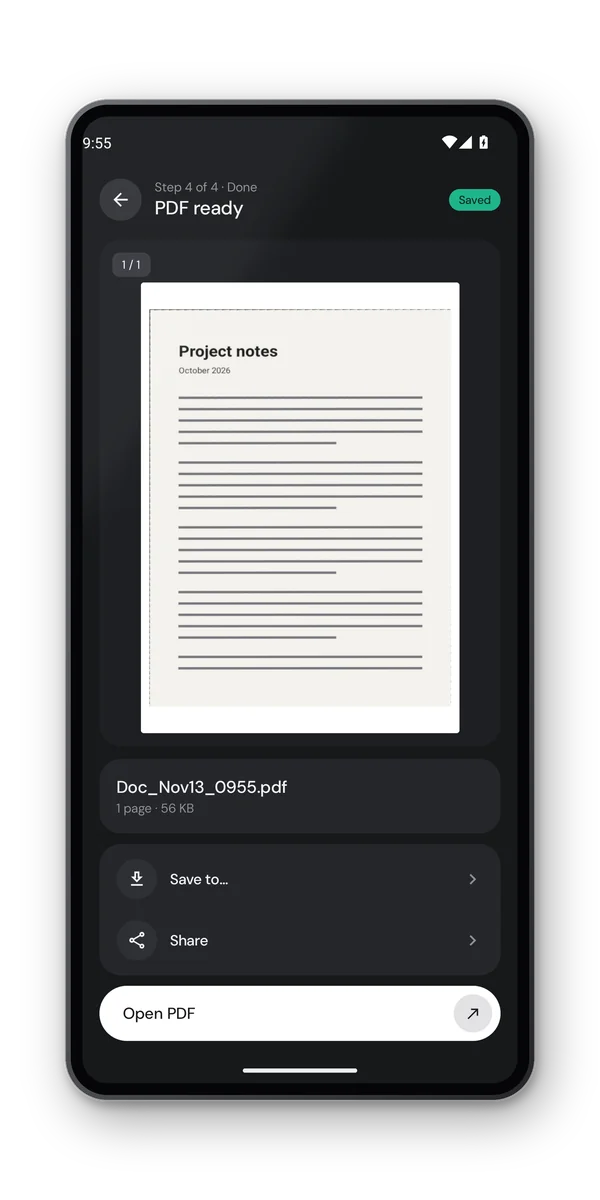 9:55
Step 4 of 4 · Done
PDF ready
Saved
1 / 1
Project notes
October 2026
Doc_Nov13_0955.pdf
1 page · 56 KB
Save to...
Share
Open PDF